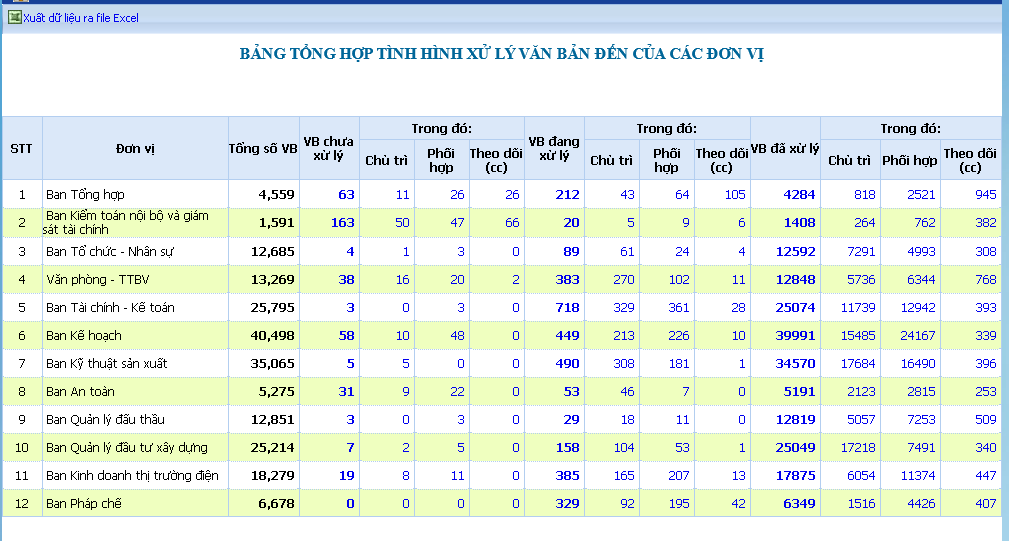 Xuất dữ liệu ra file Excel
BẢNG TỔNG HỢP TÌNH HÌNH XỬ LÝ VĂN BẢN ĐẾN CỦA CÁC ĐƠN VỊ
STT Đơn vị Tổng số VB VB chưa xử lý Trong đó: VB đang xử lý Trong đó: VB đã xử lý Trong đó:
Chủ trì Phối hợp Theo dõi (cc) Chủ trì Phối hợp Theo dõi (cc) Chủ trì Phối hợp Theo dõi (cc)
1 Ban Tổng hợp 4,559 63 11 26 26 212 43 64 105 4284 818 2521 945
2 Ban Kiểm toán nội bộ và giám sát tài chính 1,591 163 50 47 66 20 5 9 6 1408 264 762 382
3 Ban Tổ chức - Nhân sự 12,685 4 1 3 0 89 61 24 4 12592 7291 4993 308
4 Văn phòng - TTBV 13,269 38 16 20 2 383 270 102 11 12848 5736 6344 768
5 Ban Tài chính - Kế toán 25,795 3 0 3 0 718 329 361 28 25074 11739 12942 393
6 Ban Kế hoạch 40,498 58 10 48 0 449 213 226 10 39991 15485 24167 339
7 Ban Kỹ thuật sản xuất 35,065 5 5 0 0 490 308 181 1 34570 17684 16490 396
8 Ban An toàn 5,275 31 9 22 0 53 46 7 0 5191 2123 2815 253
9 Ban Quản lý đấu thầu 12,851 3 0 3 0 29 18 11 0 12819 5057 7253 509
10 Ban Quản lý đầu tư xây dựng 25,214 7 2 5 0 158 104 53 1 25049 17218 7491 340
11 Ban Kinh doanh thị trường điện 18,279 19 8 11 0 385 165 207 13 17875 6054 11374 447
12 Ban Pháp chế 6,678 0 0 0 0 329 92 195 42 6349 1516 4426 407